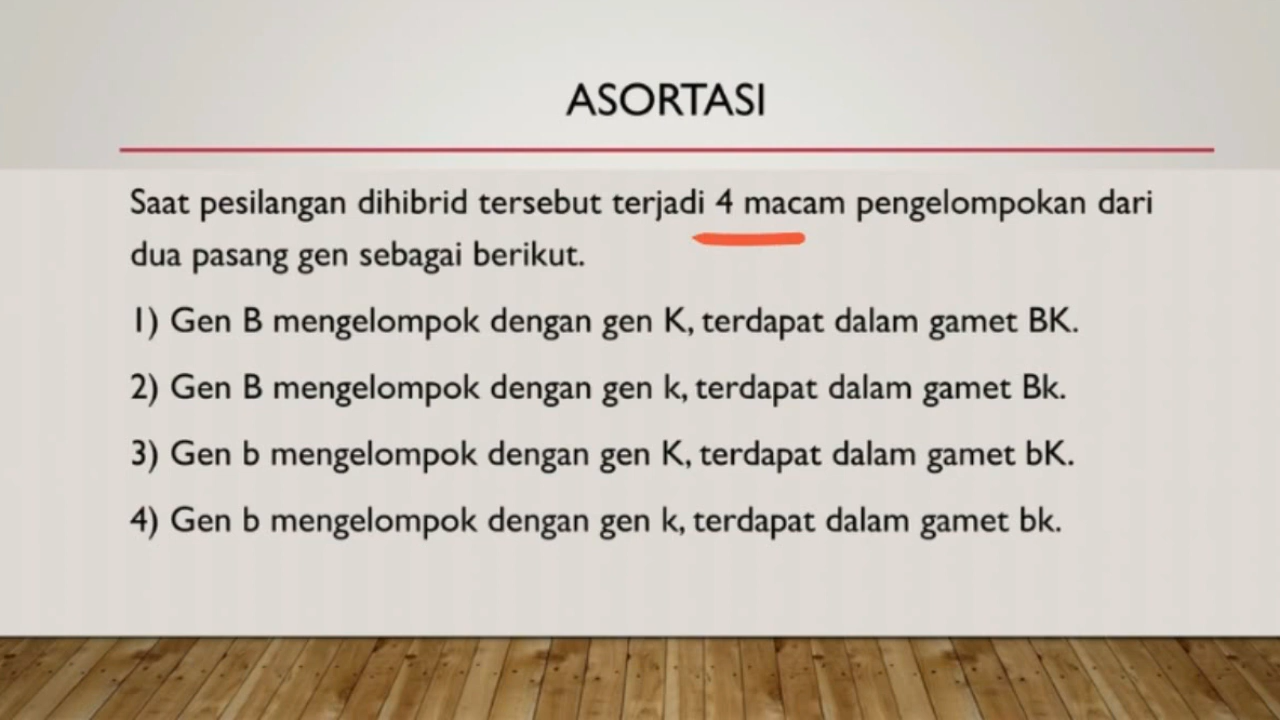 ASORTASI
Saat pesilangan dihibrid tersebut terjadi 4 macam pengelompokan dari
dua pasang gen sebagai berikut.
1) Gen B mengelompok dengan gen K, terdapat dalam gamet BK.
2) Gen B mengelompok dengan gen k, terdapat dalam gamet Bk.
3) Gen b mengelompok dengan gen K, terdapat dalam gamet bK.
4) Gen b mengelompok dengan gen k, terdapat dalam gamet bk.